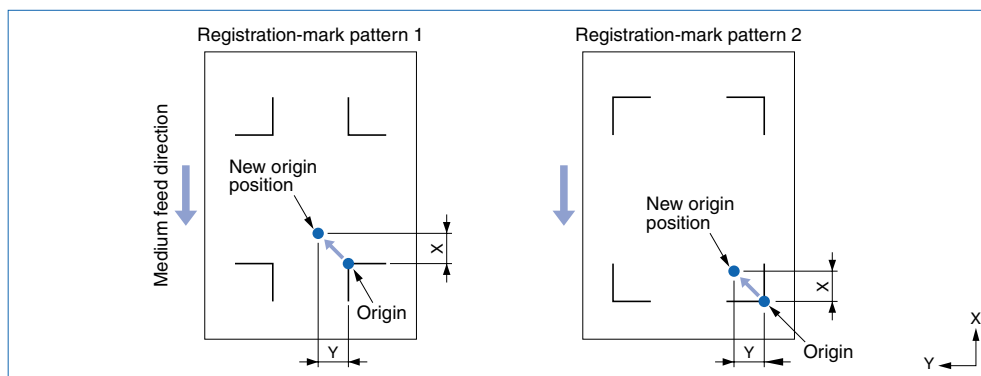 Registration-mark pattern 1
Medium feed direction
New origin
position
X
Origin
Y
Registration-mark pattern 2
New origin
position
X
Origin
Y
X
Y